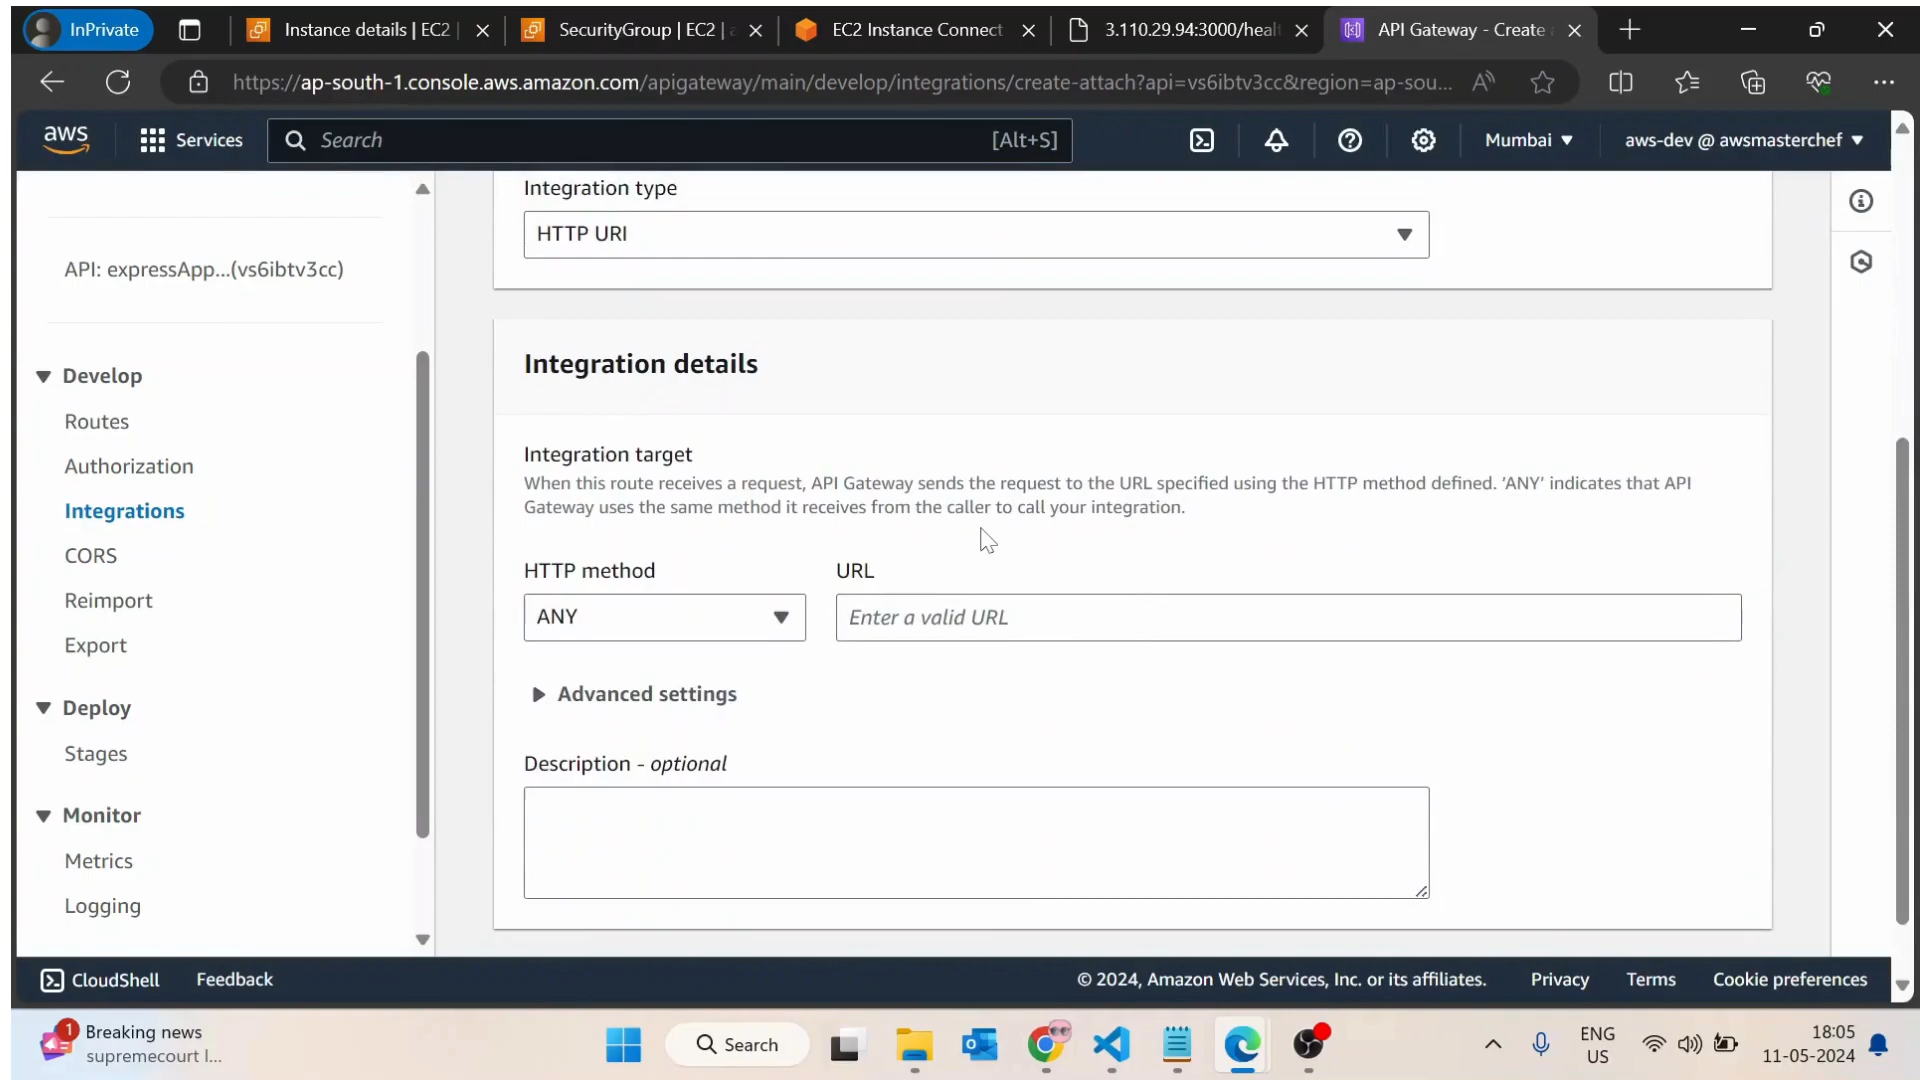 InPrivate
Instance details | EC2 |
SecurityGroup | EC2 |
EC2 Instance Connect
3.110.29.94:3000/healt
API Gateway - Create
https://ap-south-1.console.aws.amazon.com/apigateway/main/develop/integrations/create-attach?api=vs6ibtv3cc&region=ap-sou...
aws
Services
Search
[Alt+S]
Mumbai
aws-dev @ awsmasterchef
Integration type
HTTP URI
API: expressApp...(vs6ibtv3cc)
Develop
Routes
Authorization
Integrations
CORS
Reimport
Export
Deploy
Stages
Monitor
Metrics
Logging
Integration details
Integration target
When this route receives a request, API Gateway sends the request to the URL specified using the HTTP method defined. ‘ANY’ indicates that API
Gateway uses the same method it receives from the caller to call your integration.
HTTP method
URL
ANY
Enter a valid URL
Advanced settings
Description - optional
CloudShell
Feedback
© 2024, Amazon Web Services, Inc. or its affiliates.
Privacy
Terms
Cookie preferences
1
Breaking news
supremecourt l...
Search
ENG
US
18:05
11-05-2024